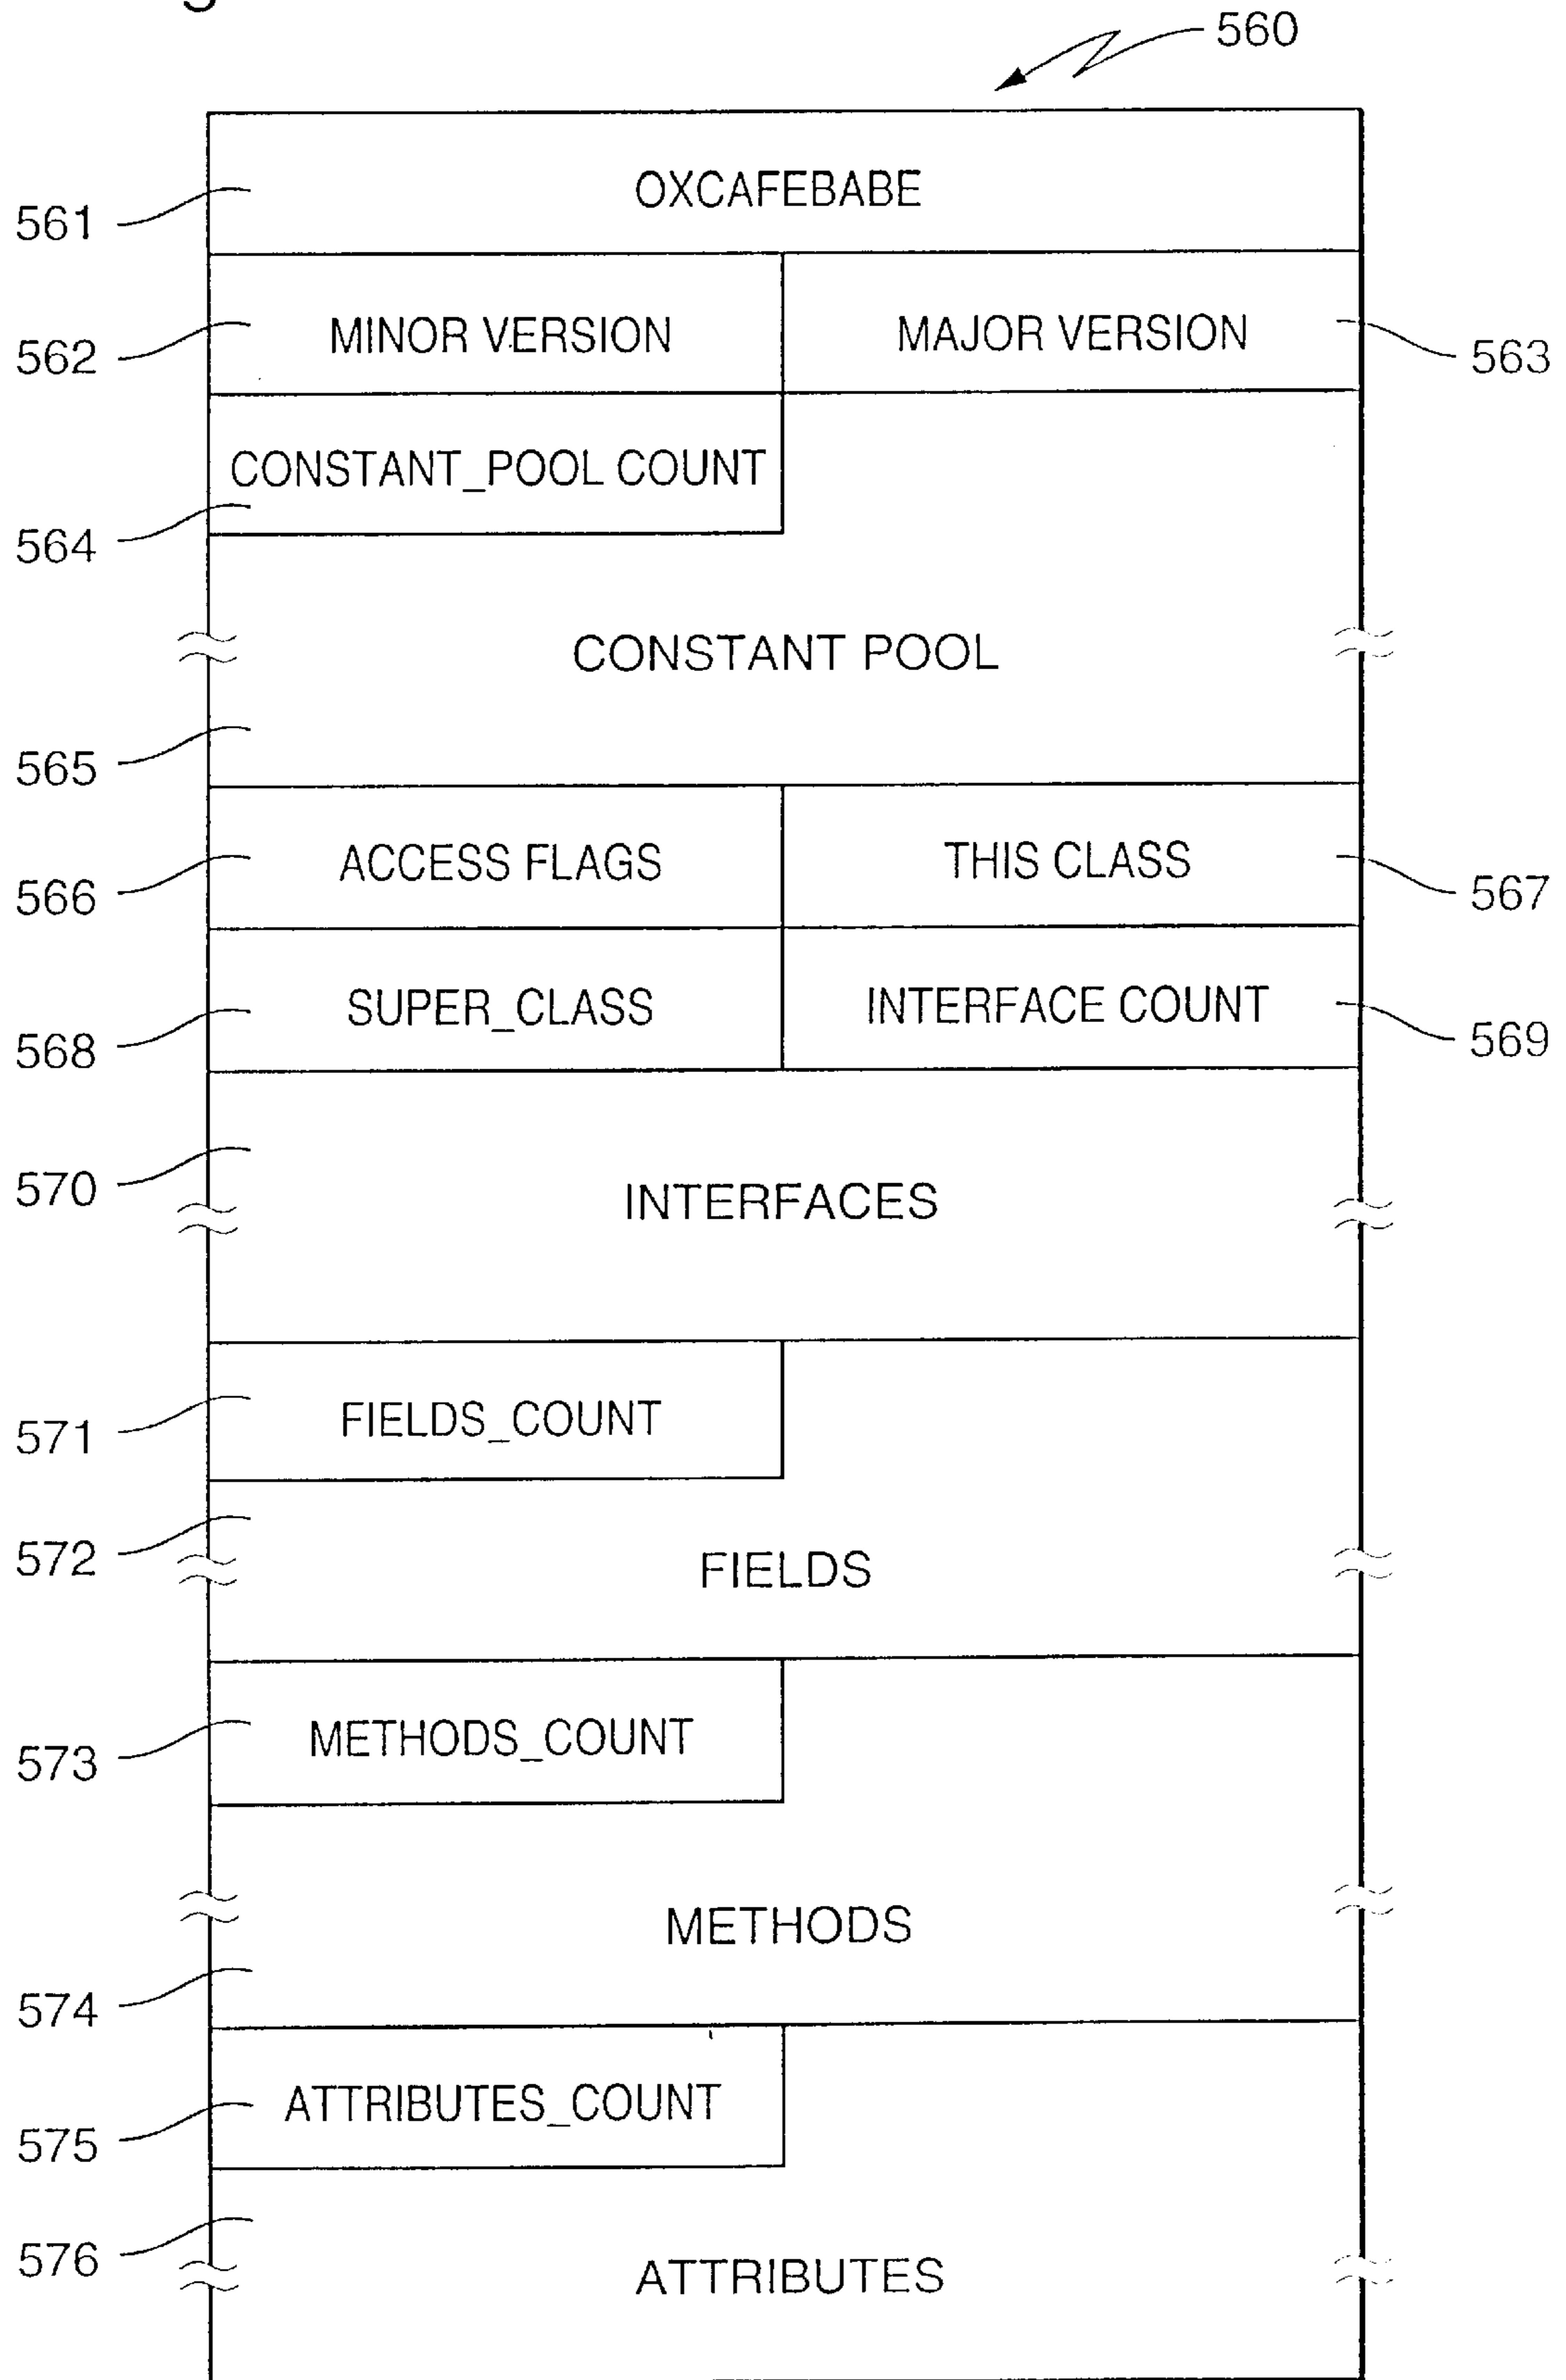 560
OXCAFEBABE
561
MINOR VERSION MAJOR VERSION
562 563
CONSTANT_POOL COUNT
564
CONSTANT POOL
565
ACCESS FLAGS THIS CLASS
566 567
SUPER_CLASS INTERFACE COUNT
568 569
570
INTERFACES
FIELDS_COUNT
571
572
FIELDS
METHODS_COUNT
573
METHODS
574
ATTRIBUTES_COUNT
575
576
ATTRIBUTES